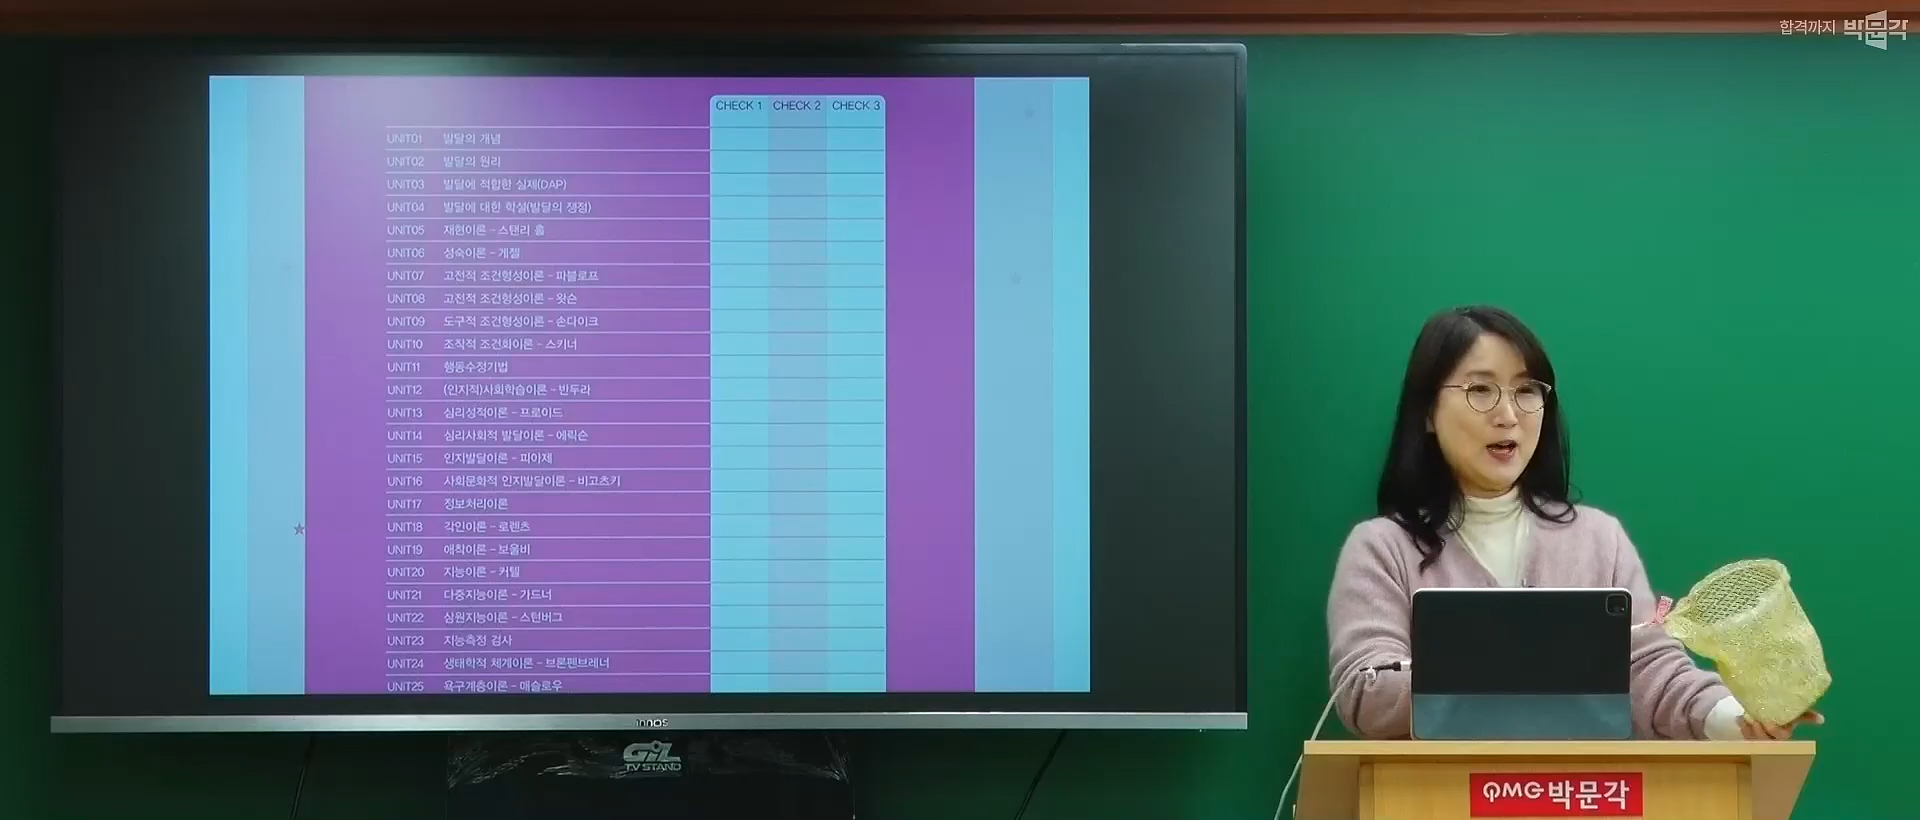 합격까지 박문각
CHECK 1 CHECK 2 CHECK 3
UNIT01 발달의 개념
UNIT02 발달의 원리
UNIT03 발달에 적합한 실제(DAP)
UNIT04 발달에 대한 학설(발달의 쟁점)
UNIT05 재현이론 - 스탠리 홀
UNIT06 성숙이론 - 게젤
UNIT07 고전적 조건형성이론 - 파블로프
UNIT08 고전적 조건형성이론 - 왓슨
UNIT09 도구적 조건형성이론 - 손다이크
UNIT10 조작적 조건화이론 - 스키너
UNIT11 행동수정기법
UNIT12 (인지적)사회학습이론 - 반두라
UNIT13 심리성적이론 - 프로이드
UNIT14 심리사회적 발달이론 - 에릭슨
UNIT15 인지발달이론 - 피아제
UNIT16 사회문화적 인지발달이론 - 비고츠키
UNIT17 정보처리이론
UNIT18 각인이론 - 로렌츠
UNIT19 애착이론 - 보울비
UNIT20 지능이론 - 커텔
UNIT21 다중지능이론 - 가드너
UNIT22 삼원지능이론 - 스턴버그
UNIT23 지능측정 검사
UNIT24 생태학적 체계이론 - 브론펜브레너
UNIT25 욕구계층이론 - 매슬로우
innos
GIL
TV STAND
PMG 박문각